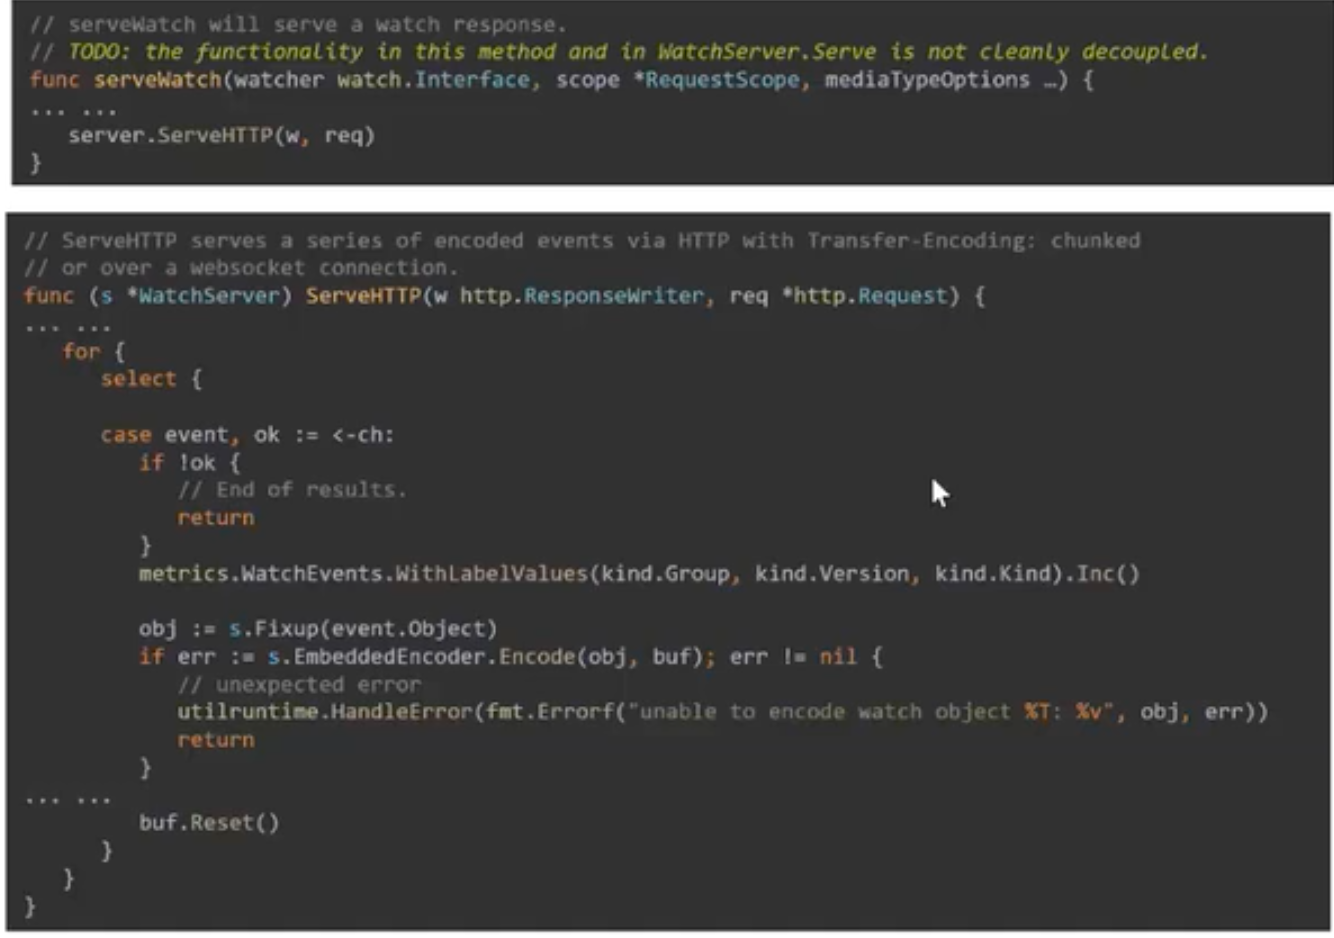 // serveWatch will serve a watch response.
// TODO: the functionality in this method and in WatchServer.Serve is not cleanly decoupled.
func serveWatch(watcher watch.Interface, scope *RequestScope, mediaTypeOptions …) {
... ...
   server.ServeHTTP(w, req)
}
// ServeHTTP serves a series of encoded events via HTTP with Transfer-Encoding: chunked
// or over a websocket connection.
func (s *WatchServer) ServeHTTP(w http.ResponseWriter, req *http.Request) {
... ...
   for {
      select {
      case event, ok := <-ch:
         if !ok {
            // End of results.
            return
         }
         metrics.WatchEvents.WithLabelValues(kind.Group, kind.Version, kind.Kind).Inc()
         obj := s.Fixup(event.Object)
         if err := s.EmbeddedEncoder.Encode(obj, buf); err != nil {
            // unexpected error
            utilruntime.HandleError(fmt.Errorf("unable to encode watch object %T: %v", obj, err))
            return
         }
... ...
         buf.Reset()
      }
   }
}